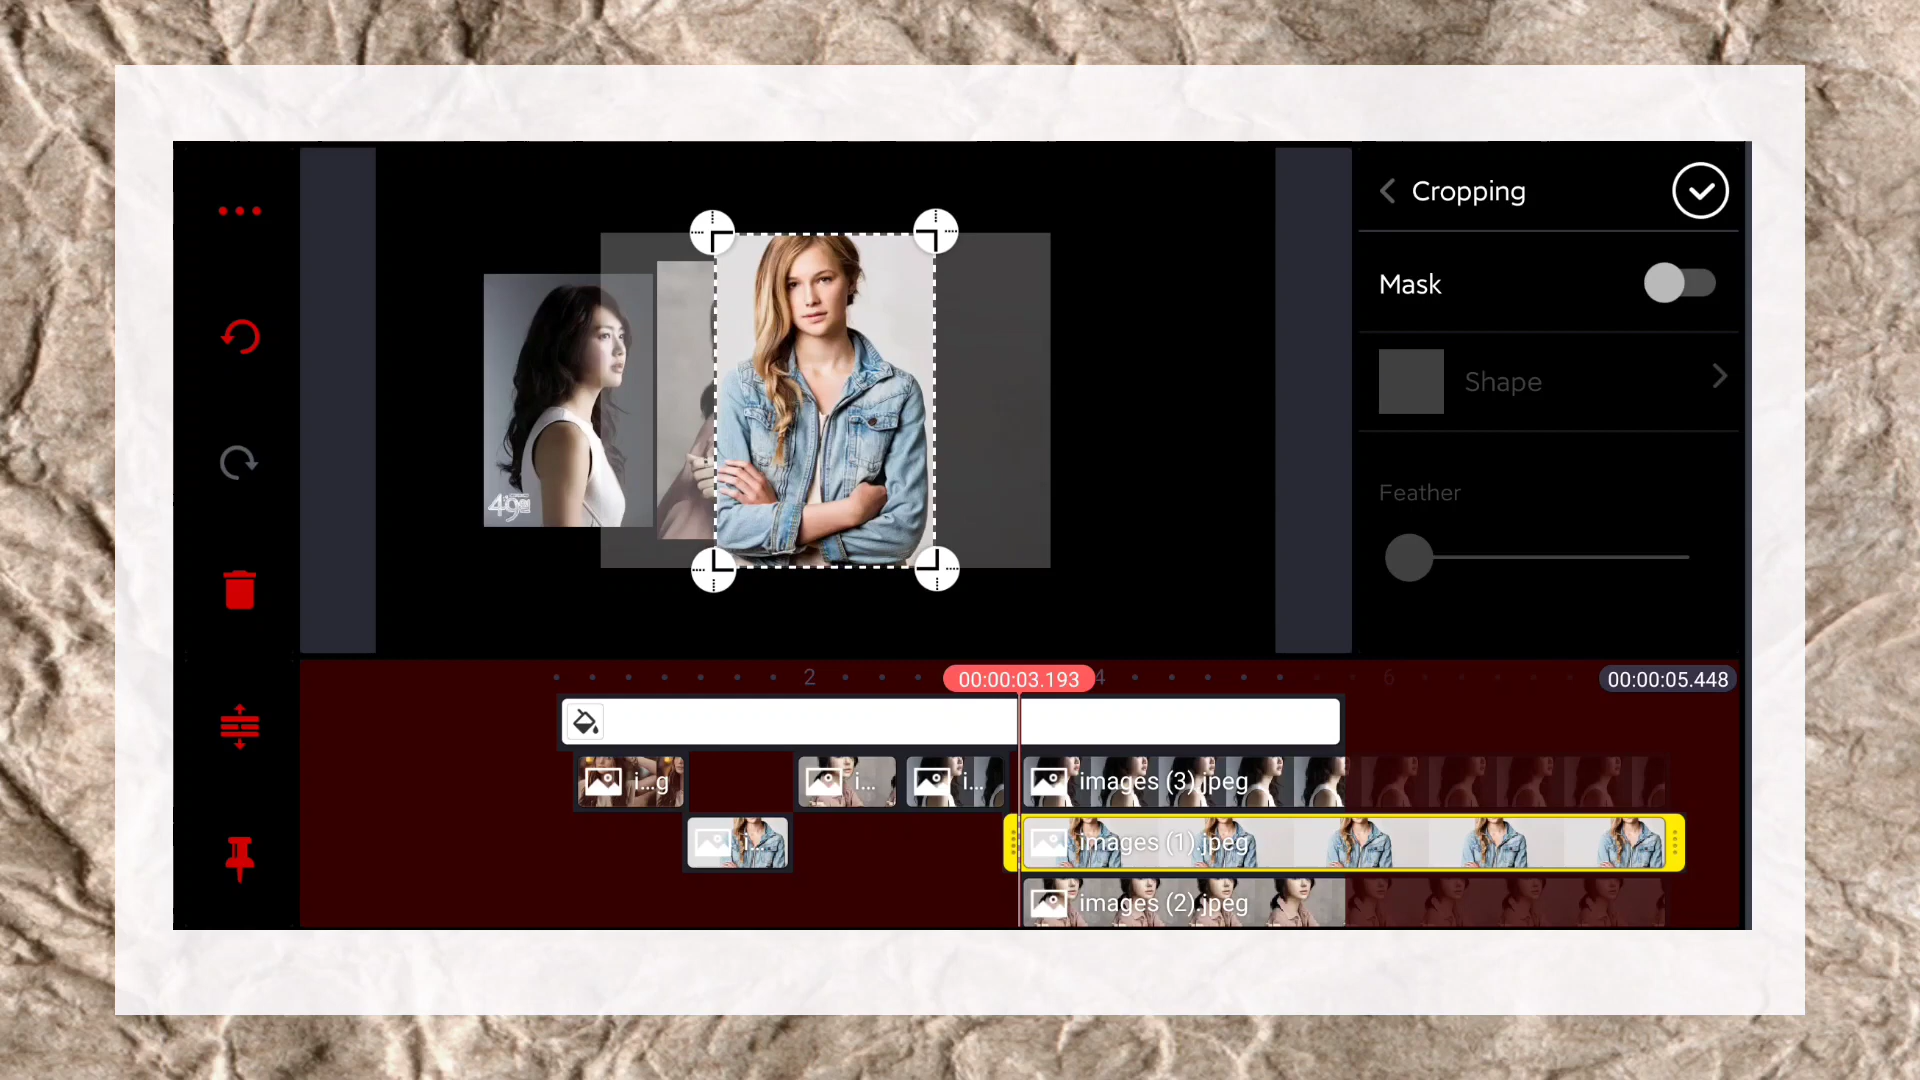 Cropping
Mask
Shape
Feather
49
2
00:00:03.193
4
6
00:00:05.448
i...g
i...
i...
images (3).jpeg
i...
images (1).jpeg
images (2).jpeg